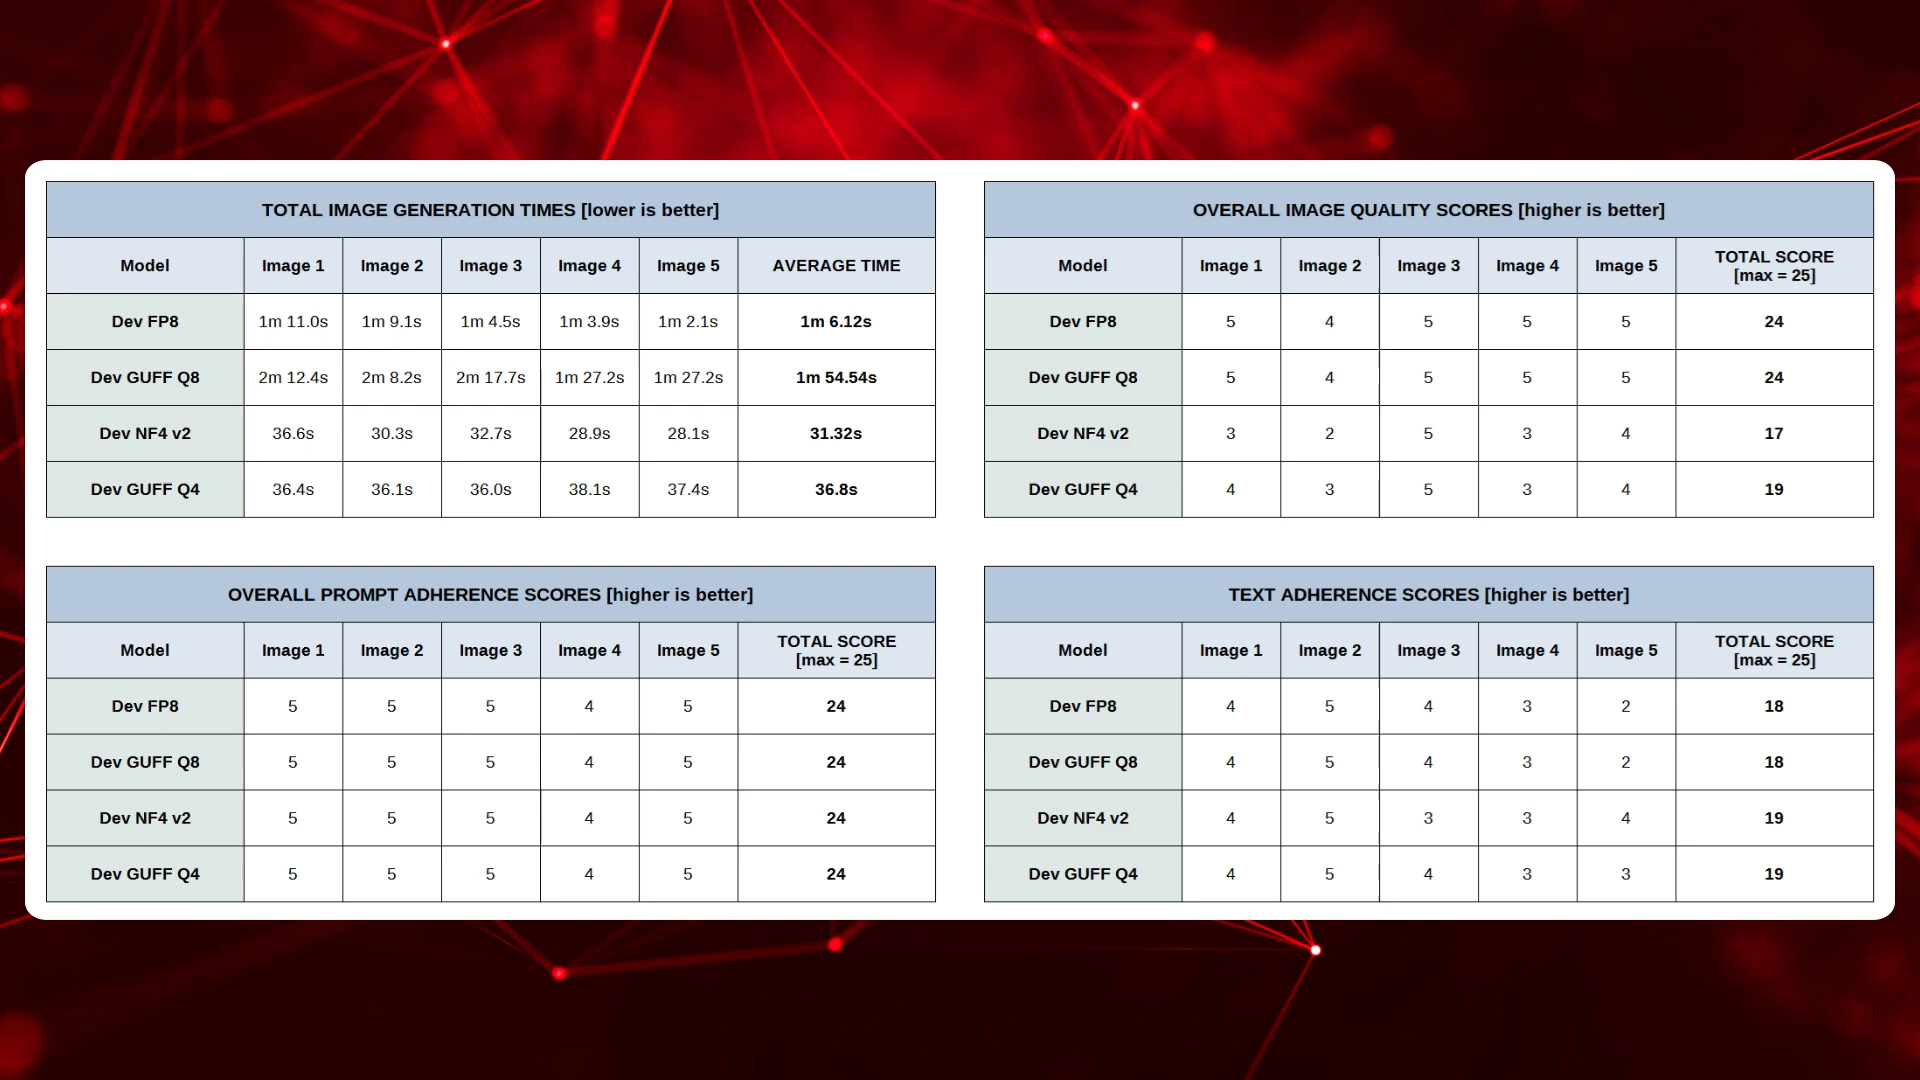 TOTAL IMAGE GENERATION TIMES [lower is better]
Model Image 1 Image 2 Image 3 Image 4 Image 5 AVERAGE TIME
Dev FP8 1m 11.0s 1m 9.1s 1m 4.5s 1m 3.9s 1m 2.1s 1m 6.12s
Dev GUFF Q8 2m 12.4s 2m 8.2s 2m 17.7s 1m 27.2s 1m 27.2s 1m 54.54s
Dev NF4 v2 36.6s 30.3s 32.7s 28.9s 28.1s 31.32s
Dev GUFF Q4 36.4s 36.1s 36.0s 38.1s 37.4s 36.8s
OVERALL IMAGE QUALITY SCORES [higher is better]
Model Image 1 Image 2 Image 3 Image 4 Image 5 TOTAL SCORE
[max = 25]
Dev FP8 5 4 5 5 5 24
Dev GUFF Q8 5 4 5 5 5 24
Dev NF4 v2 3 2 5 3 4 17
Dev GUFF Q4 4 3 5 3 4 19
OVERALL PROMPT ADHERENCE SCORES [higher is better]
Model Image 1 Image 2 Image 3 Image 4 Image 5 TOTAL SCORE
[max = 25]
Dev FP8 5 5 5 4 5 24
Dev GUFF Q8 5 5 5 4 5 24
Dev NF4 v2 5 5 5 4 5 24
Dev GUFF Q4 5 5 5 4 5 24
TEXT ADHERENCE SCORES [higher is better]
Model Image 1 Image 2 Image 3 Image 4 Image 5 TOTAL SCORE
[max = 25]
Dev FP8 4 5 4 3 2 18
Dev GUFF Q8 4 5 4 3 2 18
Dev NF4 v2 4 5 3 3 4 19
Dev GUFF Q4 4 5 4 3 3 19